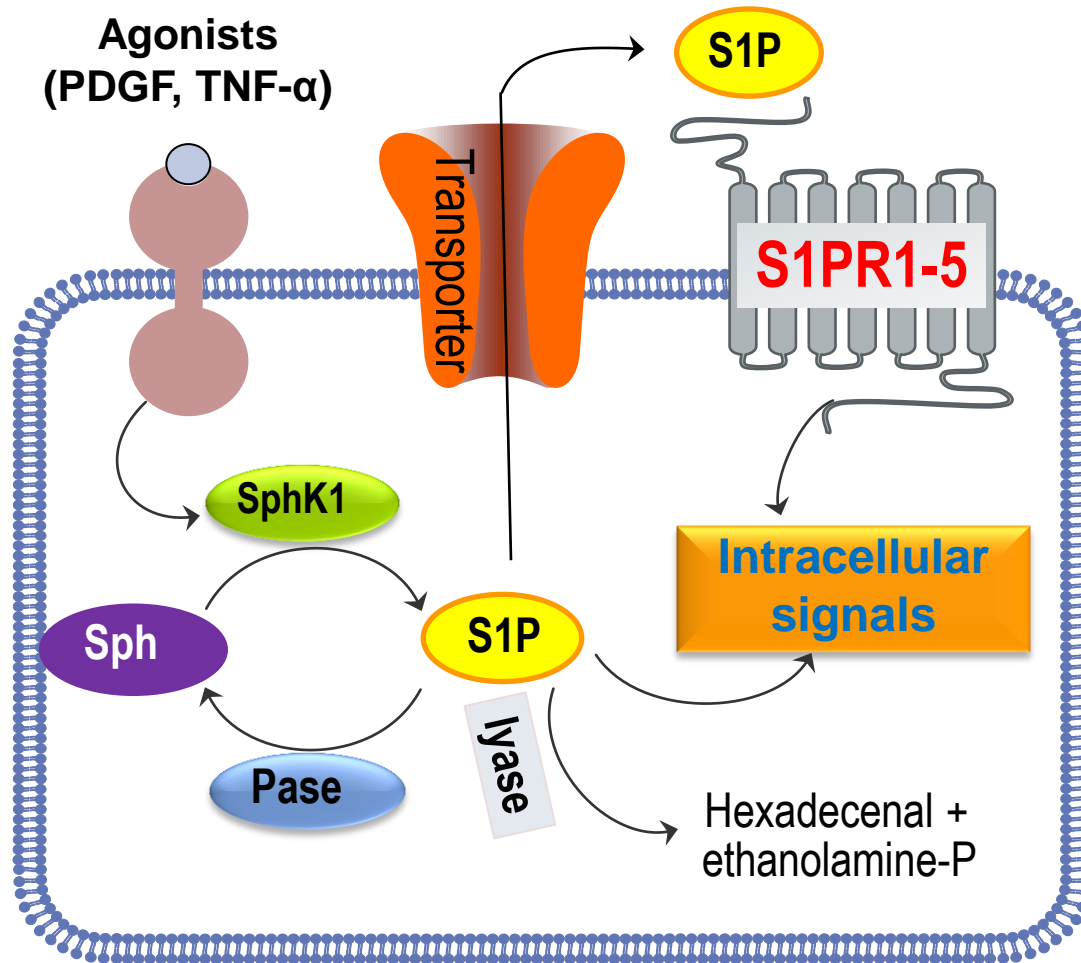 Agonists
(PDGF, TNF-α)
S1P
Transporter
S1PR1-5
SphK1
Intracellular
signals
Sph
S1P
lyase
Pase
Hexadecenal +
ethanolamine-P